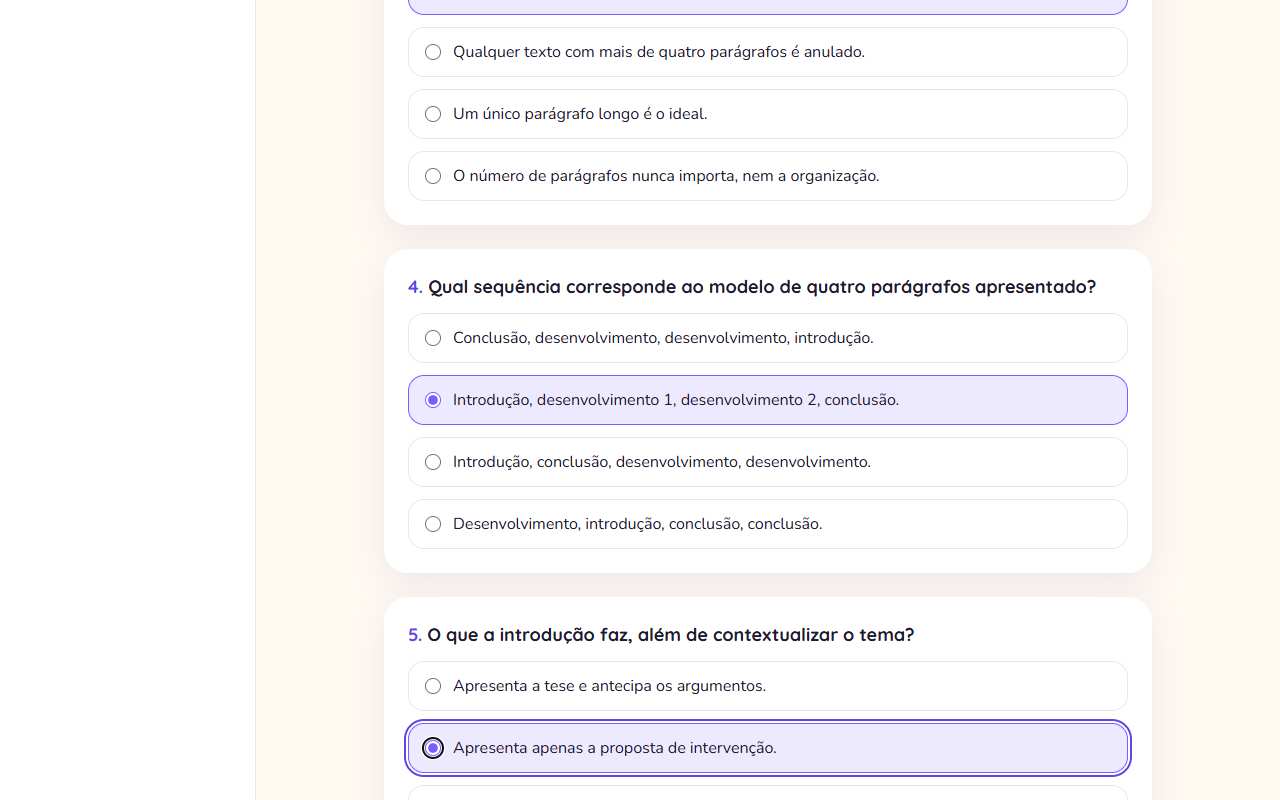 Qualquer texto com mais de quatro parágrafos é anulado.
Um único parágrafo longo é o ideal.
O número de parágrafos nunca importa, nem a organização.
4. Qual sequência corresponde ao modelo de quatro parágrafos apresentado?
Conclusão, desenvolvimento, desenvolvimento, introdução.
Introdução, desenvolvimento 1, desenvolvimento 2, conclusão.
Introdução, conclusão, desenvolvimento, desenvolvimento.
Desenvolvimento, introdução, conclusão, conclusão.
5. O que a introdução faz, além de contextualizar o tema?
Apresenta a tese e antecipa os argumentos.
Apresenta apenas a proposta de intervenção.